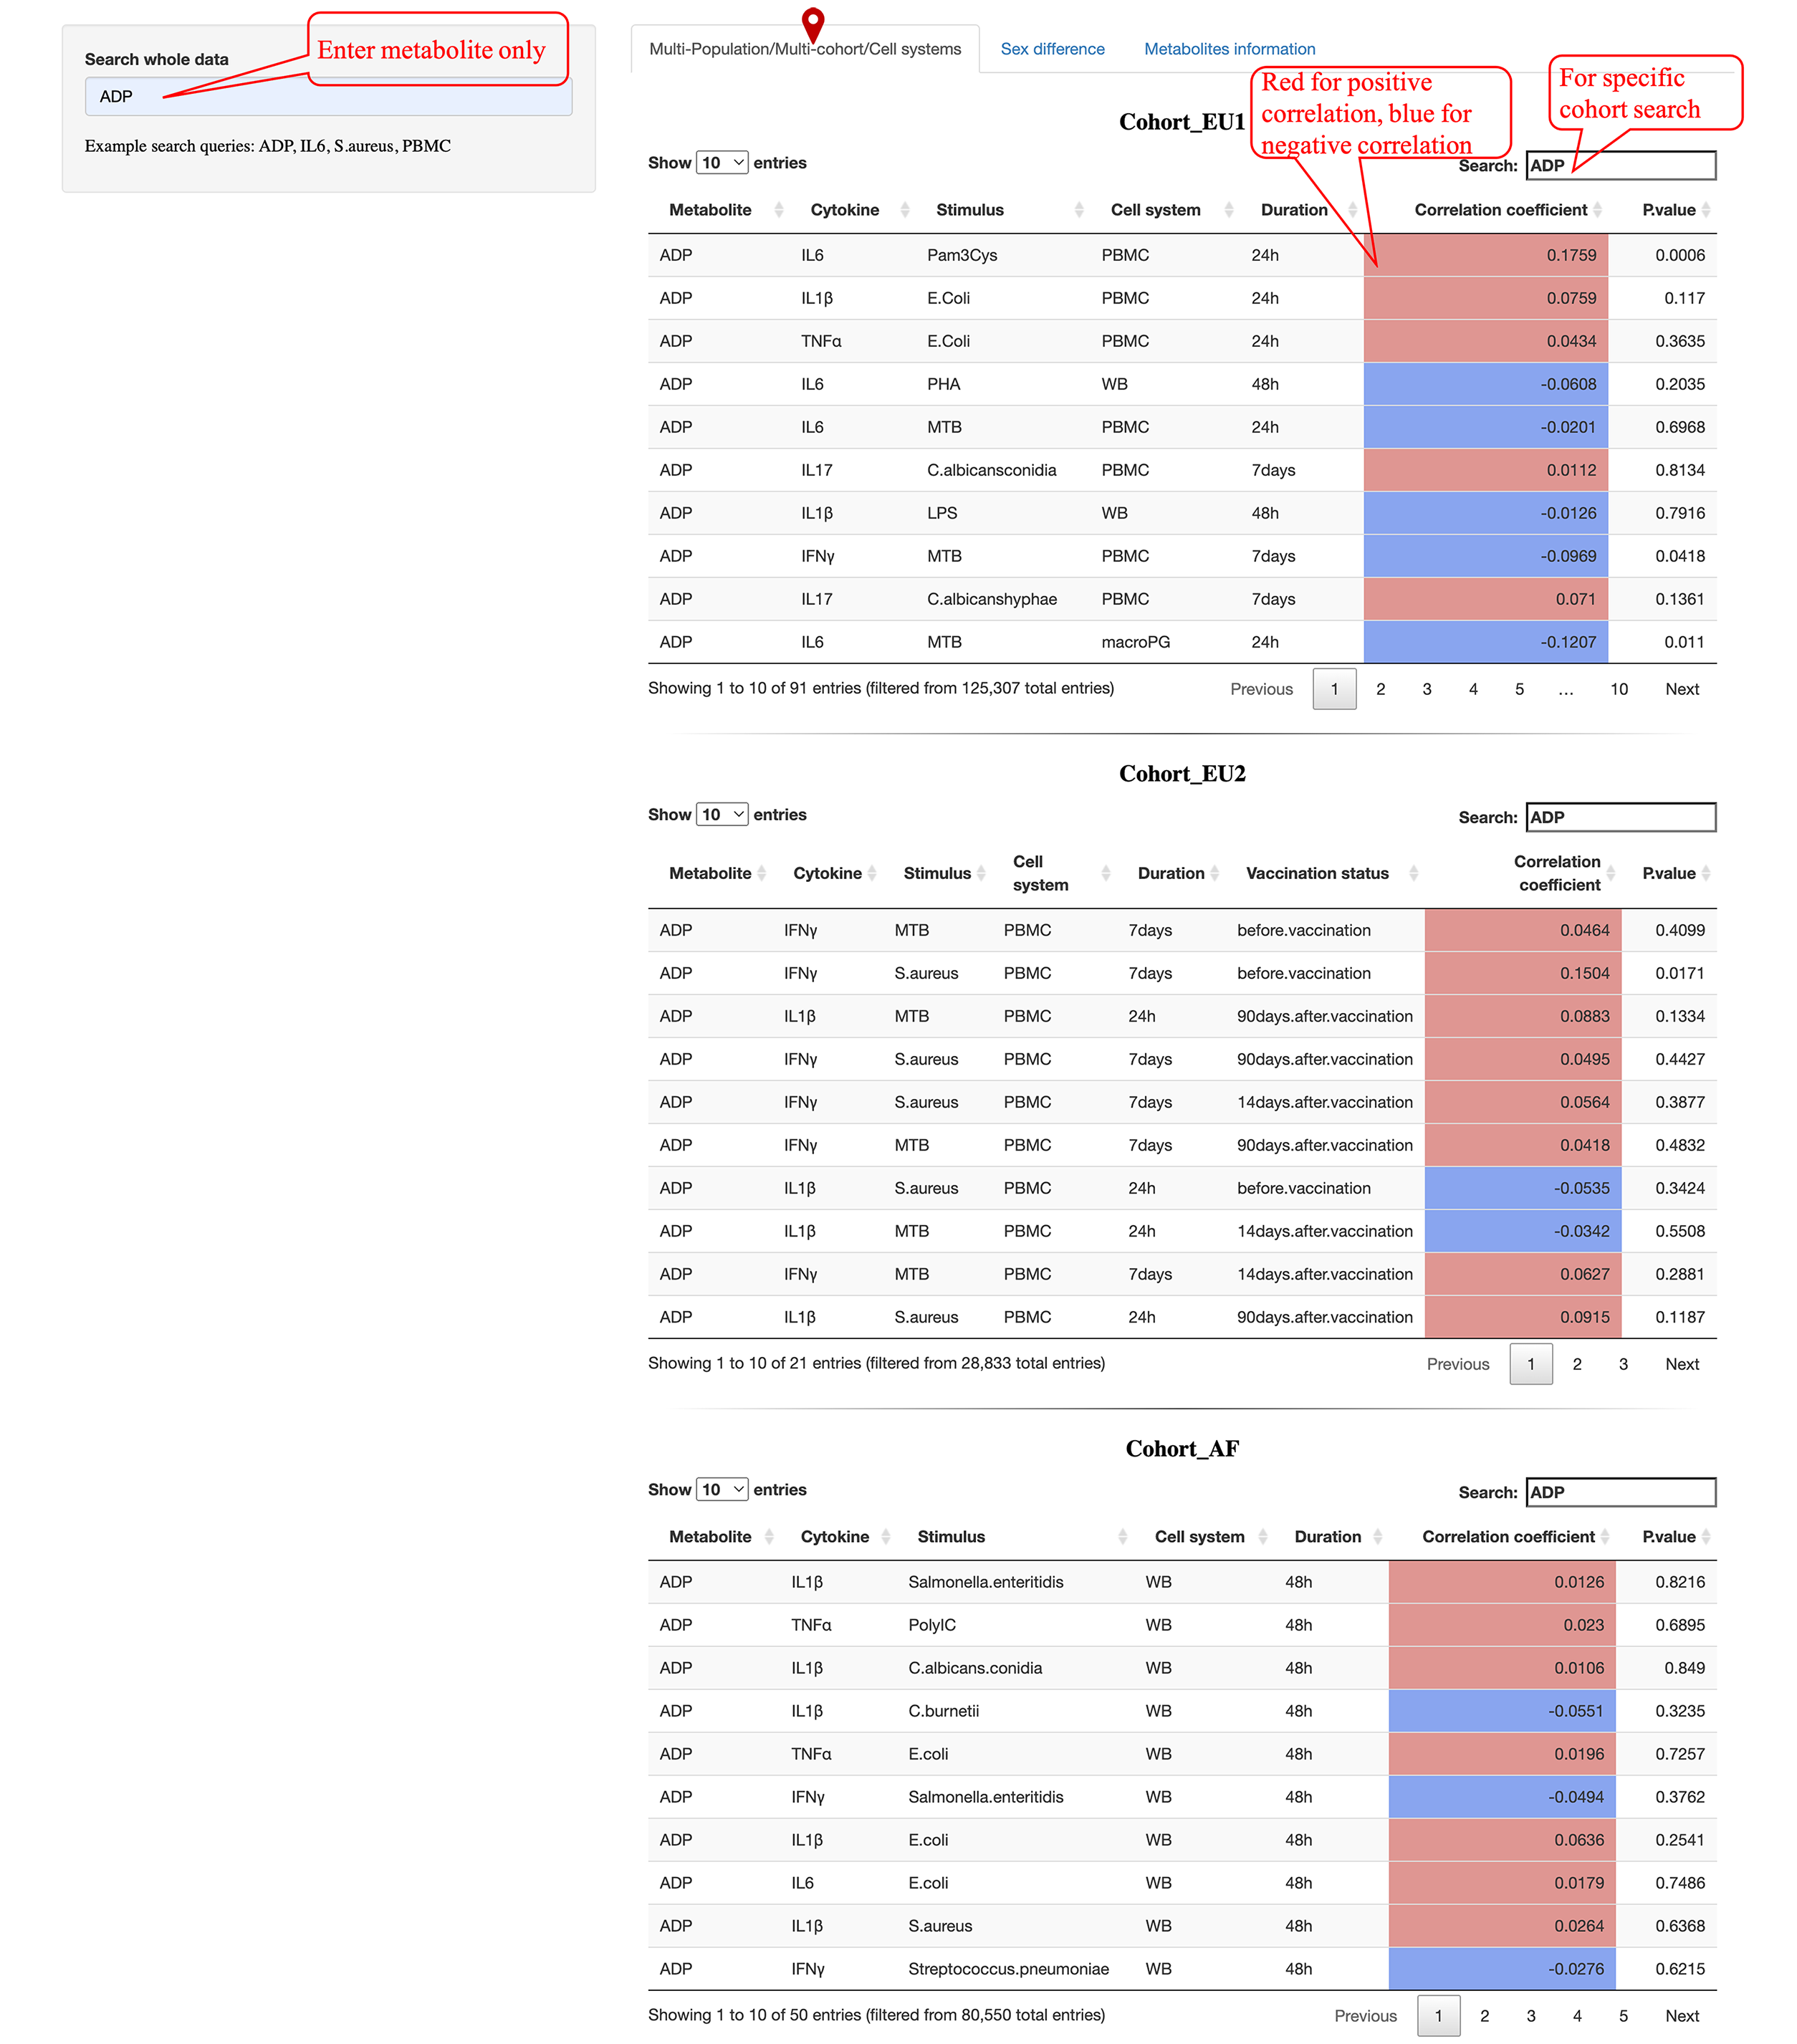 Search whole data
Enter metabolite only
ADP
Example search queries: ADP, IL6, S.aureus, PBMC
Multi-Population/Multi-cohort/Cell systems Sex difference Metabolites information
Red for positive
correlation, blue for
negative correlation
For specific
cohort search
Cohort_EU1
Show 10 entries Search: ADP
Metabolite Cytokine Stimulus Cell system Duration Correlation coefficient P.value
ADP IL6 Pam3Cys PBMC 24h 0.1759 0.0006
ADP IL1β E.Coli PBMC 24h 0.0759 0.117
ADP TNFα E.Coli PBMC 24h 0.0434 0.3635
ADP IL6 PHA WB 48h -0.0608 0.2035
ADP IL6 MTB PBMC 24h -0.0201 0.6968
ADP IL17 C.albicansconidia PBMC 7days 0.0112 0.8134
ADP IL1β LPS WB 48h -0.0126 0.7916
ADP IFNγ MTB PBMC 7days -0.0969 0.0418
ADP IL17 C.albicanshyphae PBMC 7days 0.071 0.1361
ADP IL6 MTB macroPG 24h -0.1207 0.011
Showing 1 to 10 of 91 entries (filtered from 125,307 total entries) Previous 1 2 3 4 5 … 10 Next
Cohort_EU2
Show 10 entries Search: ADP
Metabolite Cytokine Stimulus Cell system Duration Vaccination status Correlation coefficient P.value
ADP IFNγ MTB PBMC 7days before.vaccination 0.0464 0.4099
ADP IFNγ S.aureus PBMC 7days before.vaccination 0.1504 0.0171
ADP IL1β MTB PBMC 24h 90days.after.vaccination 0.0883 0.1334
ADP IFNγ S.aureus PBMC 7days 90days.after.vaccination 0.0495 0.4427
ADP IFNγ S.aureus PBMC 7days 14days.after.vaccination 0.0564 0.3877
ADP IFNγ MTB PBMC 7days 90days.after.vaccination 0.0418 0.4832
ADP IL1β S.aureus PBMC 24h before.vaccination -0.0535 0.3424
ADP IL1β MTB PBMC 24h 14days.after.vaccination -0.0342 0.5508
ADP IFNγ MTB PBMC 7days 14days.after.vaccination 0.0627 0.2881
ADP IL1β S.aureus PBMC 24h 90days.after.vaccination 0.0915 0.1187
Showing 1 to 10 of 21 entries (filtered from 28,833 total entries) Previous 1 2 3 Next
Cohort_AF
Show 10 entries Search: ADP
Metabolite Cytokine Stimulus Cell system Duration Correlation coefficient P.value
ADP IL1β Salmonella.enteritidis WB 48h 0.0126 0.8216
ADP TNFα PolyIC WB 48h 0.023 0.6895
ADP IL1β C.albicans.conidia WB 48h 0.0106 0.849
ADP IL1β C.burnetii WB 48h -0.0551 0.3235
ADP TNFα E.coli WB 48h 0.0196 0.7257
ADP IFNγ Salmonella.enteritidis WB 48h -0.0494 0.3762
ADP IL1β E.coli WB 48h 0.0636 0.2541
ADP IL6 E.coli WB 48h 0.0179 0.7486
ADP IL1β S.aureus WB 48h 0.0264 0.6368
ADP IFNγ Streptococcus.pneumoniae WB 48h -0.0276 0.6215
Showing 1 to 10 of 50 entries (filtered from 80,550 total entries) Previous 1 2 3 4 5 Next